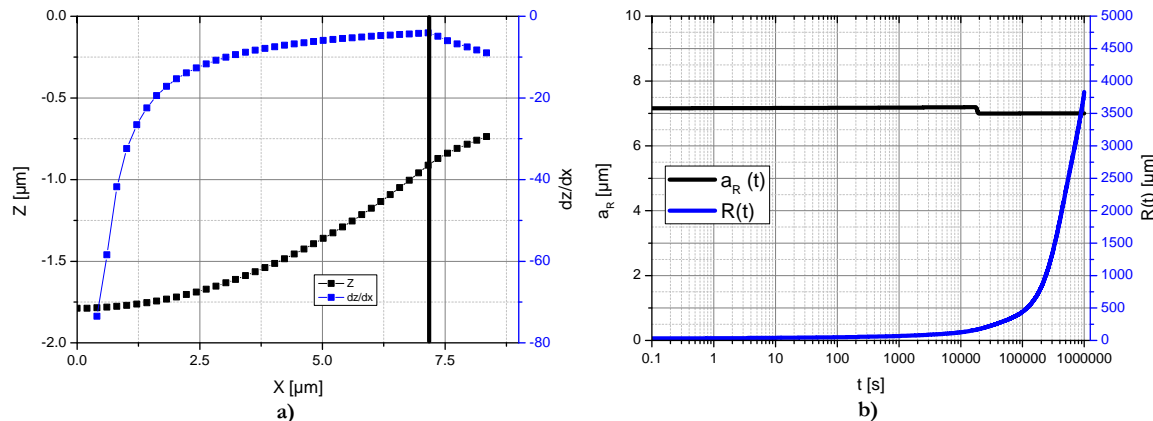 0.0
-0.5
-1.0
-1.5
-2.0
Z [µm]
0
-20
-40
-60
-80
dz/dx
Z
dz/dx
0.0 2.5 5.0 7.5
X [µm]
a)
10
8
6
4
2
0
a_R [µm]
5000
4500
4000
3500
3000
2500
2000
1500
1000
500
0
R(t) [µm]
a_R (t)
R(t)
0.1 1 10 100 1000 10000 100000 1000000
t [s]
b)